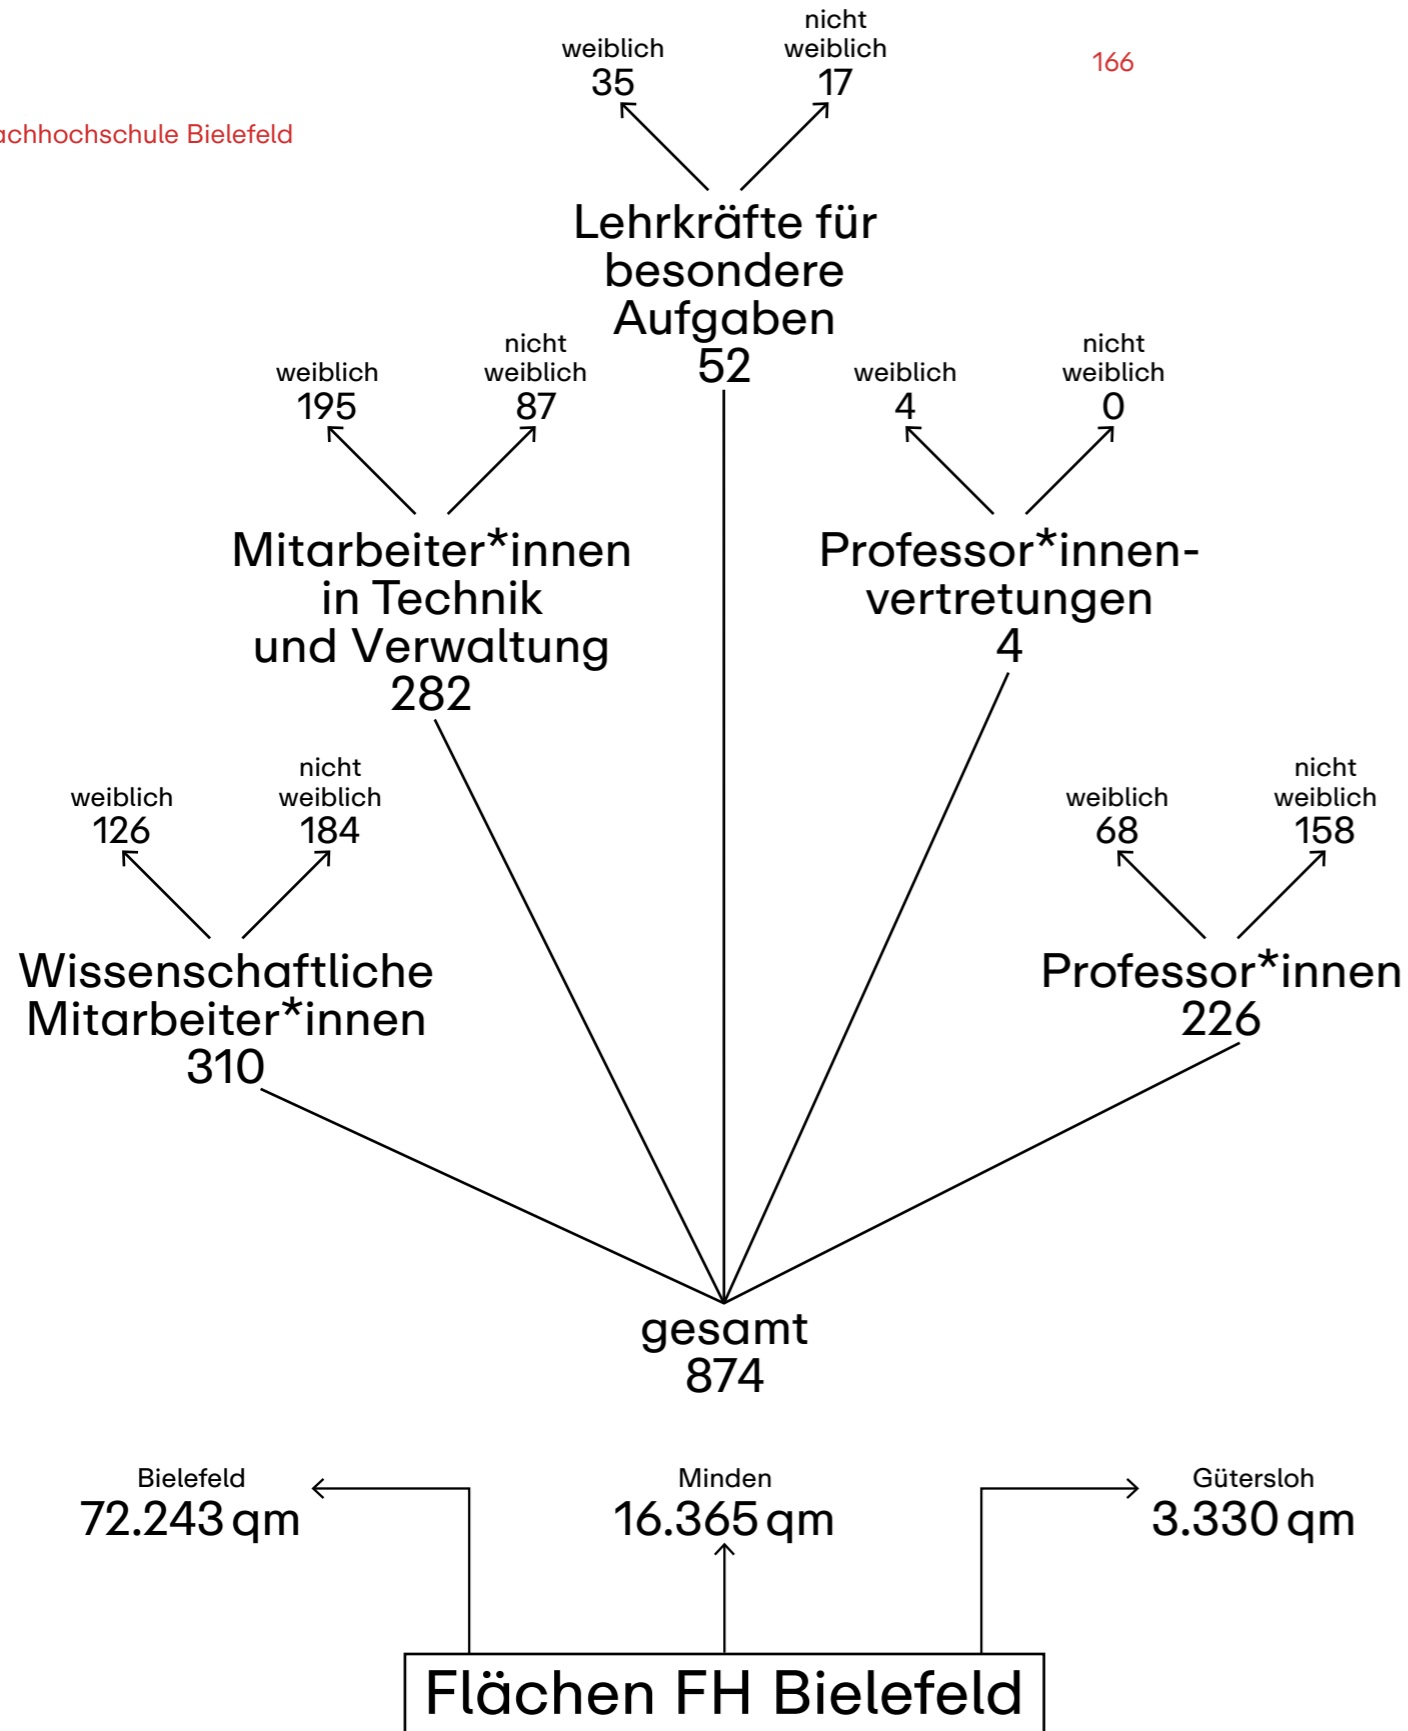 166
achhochschule Bielefeld
weiblich
35
nicht
weiblich
17
Lehrkräfte für
besondere
Aufgaben
52
weiblich
195
nicht
weiblich
87
Mitarbeiter*innen
in Technik
und Verwaltung
282
weiblich
4
nicht
weiblich
0
Professor*innen-
vertretungen
4
weiblich
126
nicht
weiblich
184
Wissenschaftliche
Mitarbeiter*innen
310
weiblich
68
nicht
weiblich
158
Professor*innen
226
gesamt
874
Bielefeld
72.243 qm
Minden
16.365 qm
Gütersloh
3.330 qm
Flächen FH Bielefeld